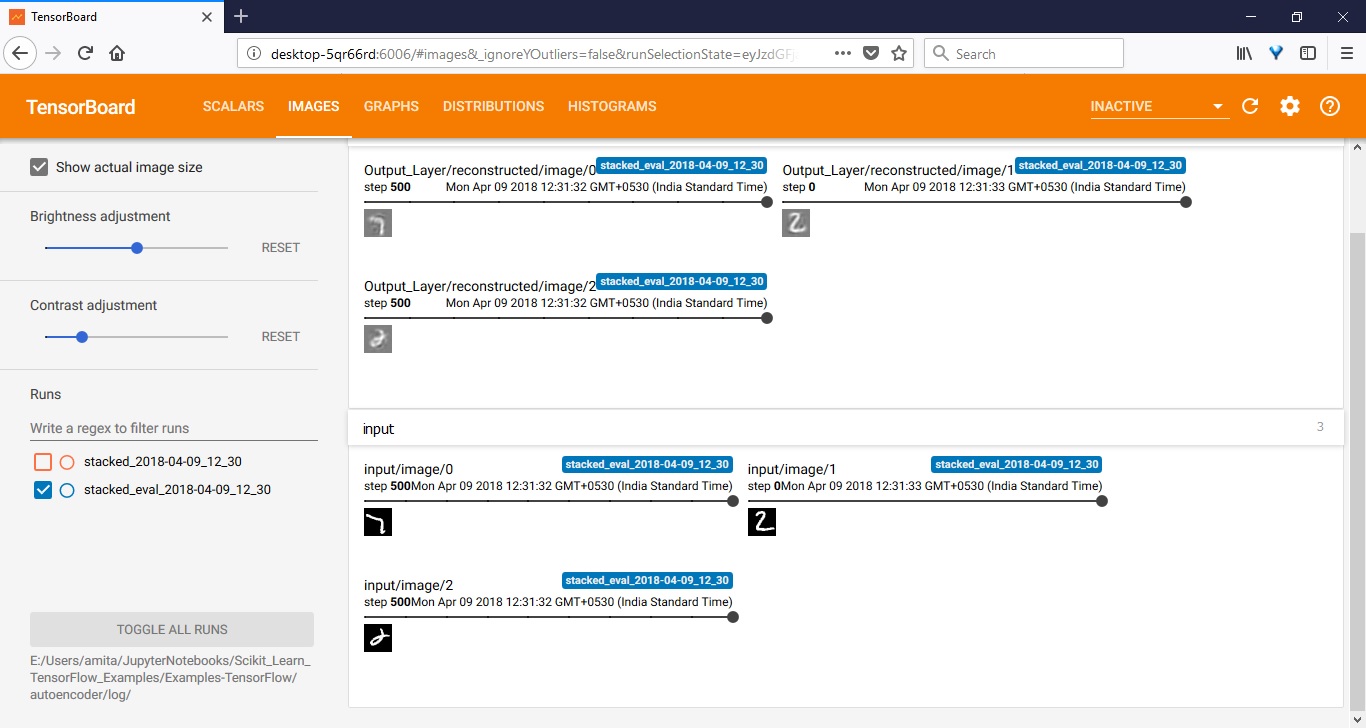 TensorBoard
desktop-5qr66rd:6006/#images&_ignoreYOutliers=false&runSelectionState=eyJzdGFj
Search
TensorBoard
SCALARS
IMAGES
GRAPHS
DISTRIBUTIONS
HISTOGRAMS
INACTIVE
Show actual image size
Brightness adjustment
RESET
Contrast adjustment
RESET
Runs
Write a regex to filter runs
stacked_2018-04-09_12_30
stacked_eval_2018-04-09_12_30
TOGGLE ALL RUNS
E:/Users/amita/JupyterNotebooks/Scikit_Learn_
TensorFlow_Examples/Examples-TensorFlow/
autoencoder/log/
Output_Layer/reconstructed/image/0
stacked_eval_2018-04-09_12_30
step 500 Mon Apr 09 2018 12:31:32 GMT+0530 (India Standard Time)
Output_Layer/reconstructed/image/1
stacked_eval_2018-04-09_12_30
step 0 Mon Apr 09 2018 12:31:33 GMT+0530 (India Standard Time)
2
Output_Layer/reconstructed/image/2
stacked_eval_2018-04-09_12_30
step 500 Mon Apr 09 2018 12:31:32 GMT+0530 (India Standard Time)
input
3
input/image/0
stacked_eval_2018-04-09_12_30
step 500Mon Apr 09 2018 12:31:32 GMT+0530 (India Standard Time)
7
input/image/1
stacked_eval_2018-04-09_12_30
step 0Mon Apr 09 2018 12:31:33 GMT+0530 (India Standard Time)
2
input/image/2
stacked_eval_2018-04-09_12_30
step 500Mon Apr 09 2018 12:31:32 GMT+0530 (India Standard Time)